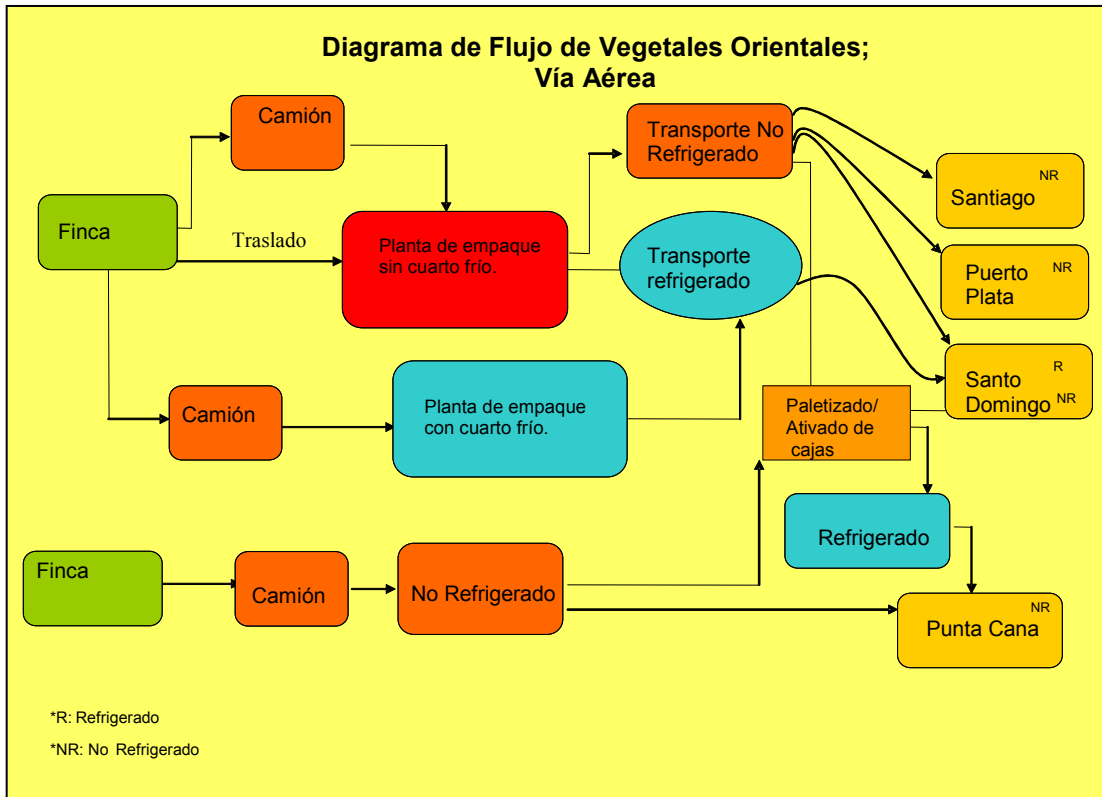 Diagrama de Flujo de Vegetales Orientales;
Vía Aérea
Camión
Transporte No
Refrigerado
NR
Santiago
Finca
Traslado
Planta de empaque
sin cuarto frío.
Transporte
refrigerado
Puerto NR
Plata
Camión
Planta de empaque
con cuarto frío.
Paletizado/
Ativado de
cajas
R
Santo
Domingo NR
Refrigerado
Finca
Camión
No Refrigerado
NR
Punta Cana
*R: Refrigerado
*NR: No Refrigerado